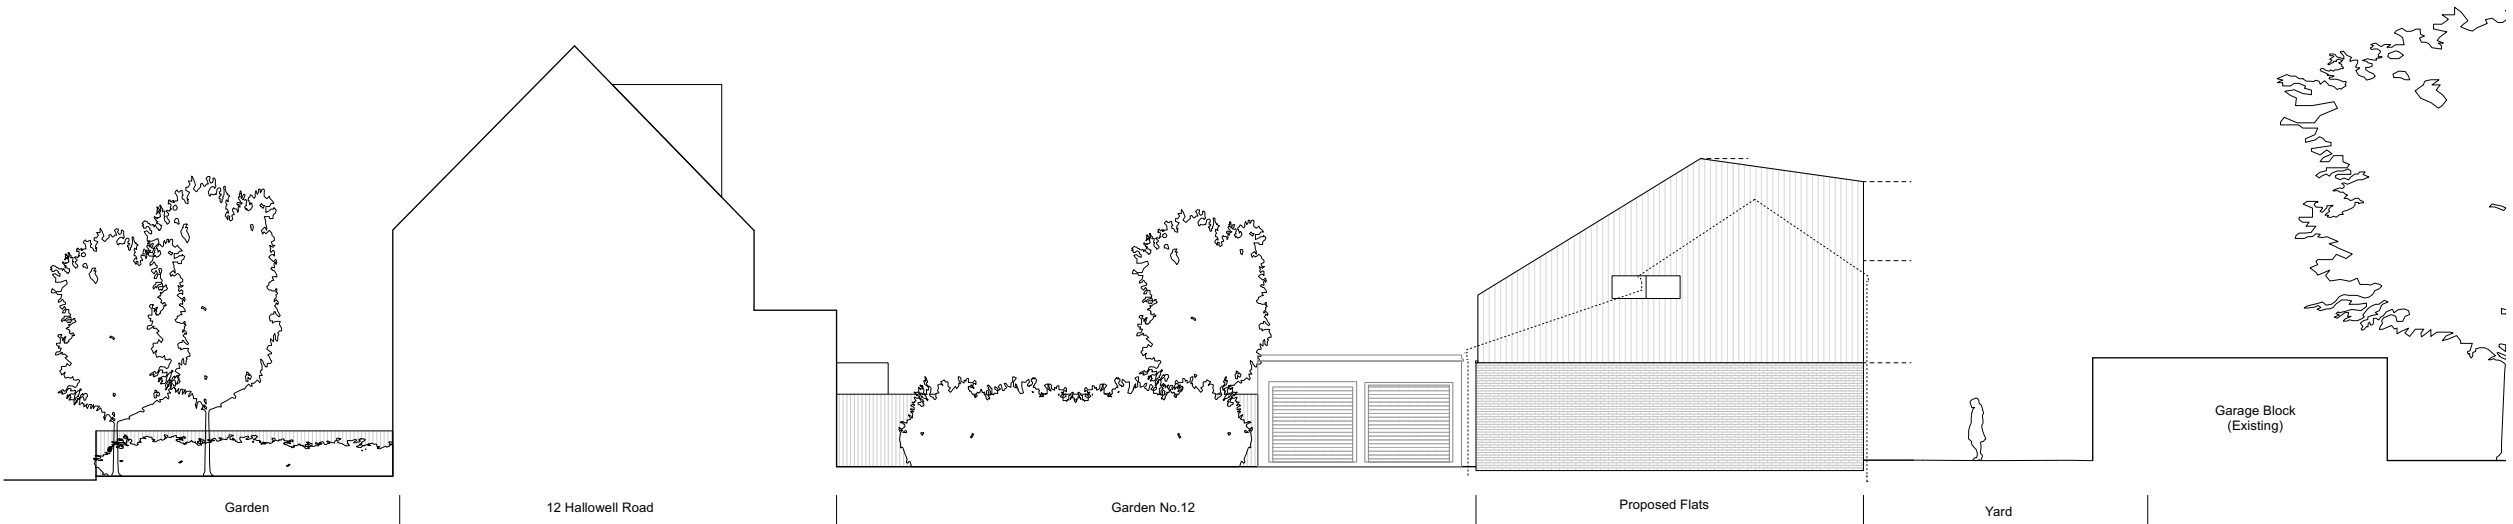 Garage Block
(Existing)
Garden
12 Hallowell Road
Garden No.12
Proposed Flats
Yard